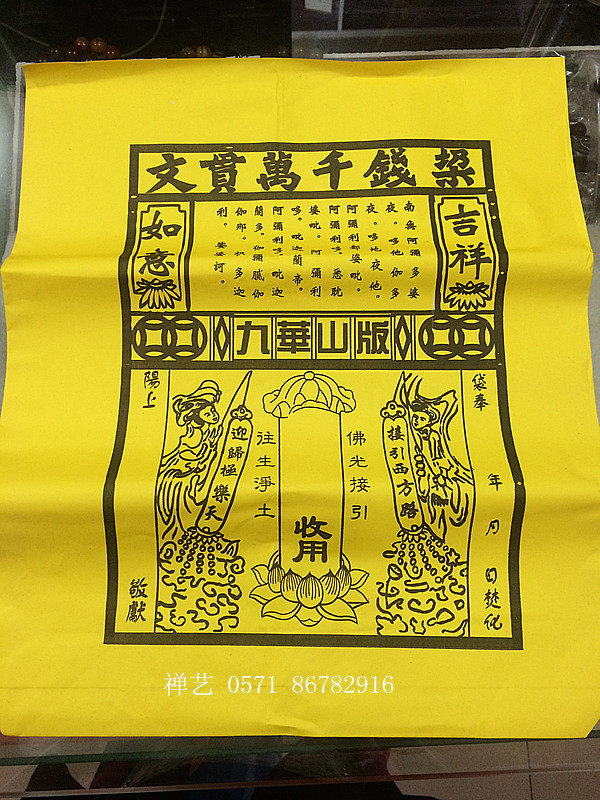 錢千萬貫文
吉祥
南無阿彌多婆
夜。哆他伽多
夜。哆地夜他。
阿彌利都婆毗。
阿彌利哆。悉耽
婆毗。阿彌利
哆。毗迦蘭帝。
阿彌利哆。毗迦
蘭多。伽彌膩伽
伽那。枳多迦
利。娑婆訶。
如意
九華山版
袋奉
年 月 日焚化
接引西方路
佛光接引
收用
往生淨土
迎歸極樂天
陽上
敬獻
禅艺 0571 86782916